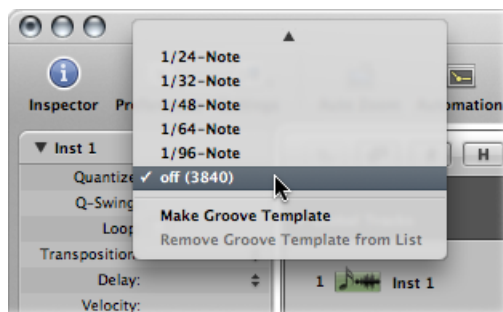 1/24-Note
1/32-Note
1/48-Note
1/64-Note
1/96-Note
✓ off (3840)
Make Groove Template
Remove Groove Template from List
Inspector
Inst 1
Quantize
Q-Swing
Loop
Transposition
Delay:
Velocity:
H
1 Inst 1